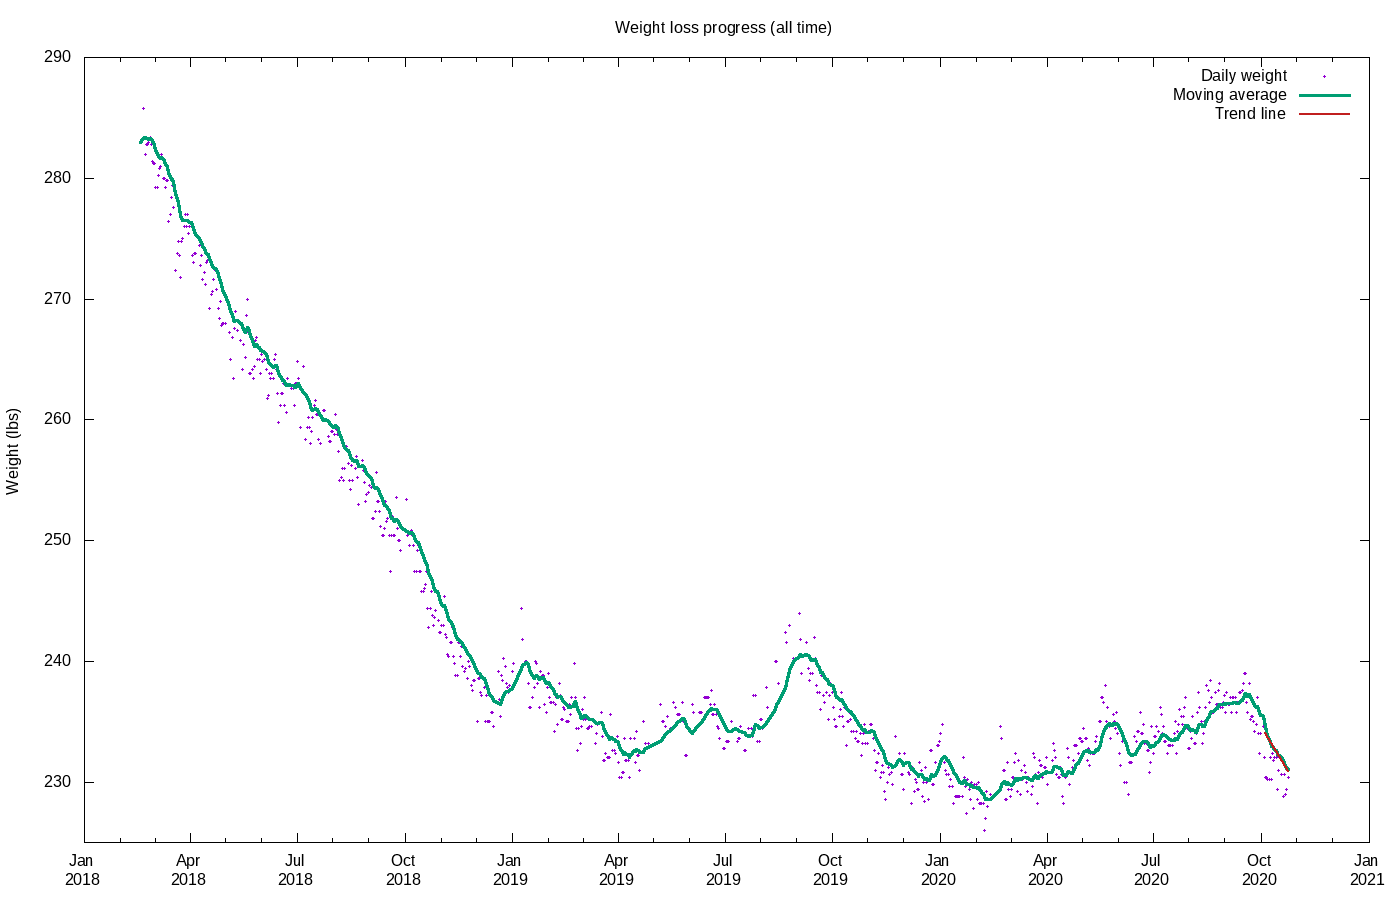 Weight loss progress (all time)
Daily weight
Moving average
Trend line
Weight (lbs)
290
280
270
260
250
240
230
Jan 2018
Apr 2018
Jul 2018
Oct 2018
Jan 2019
Apr 2019
Jul 2019
Oct 2019
Jan 2020
Apr 2020
Jul 2020
Oct 2020
Jan 2021